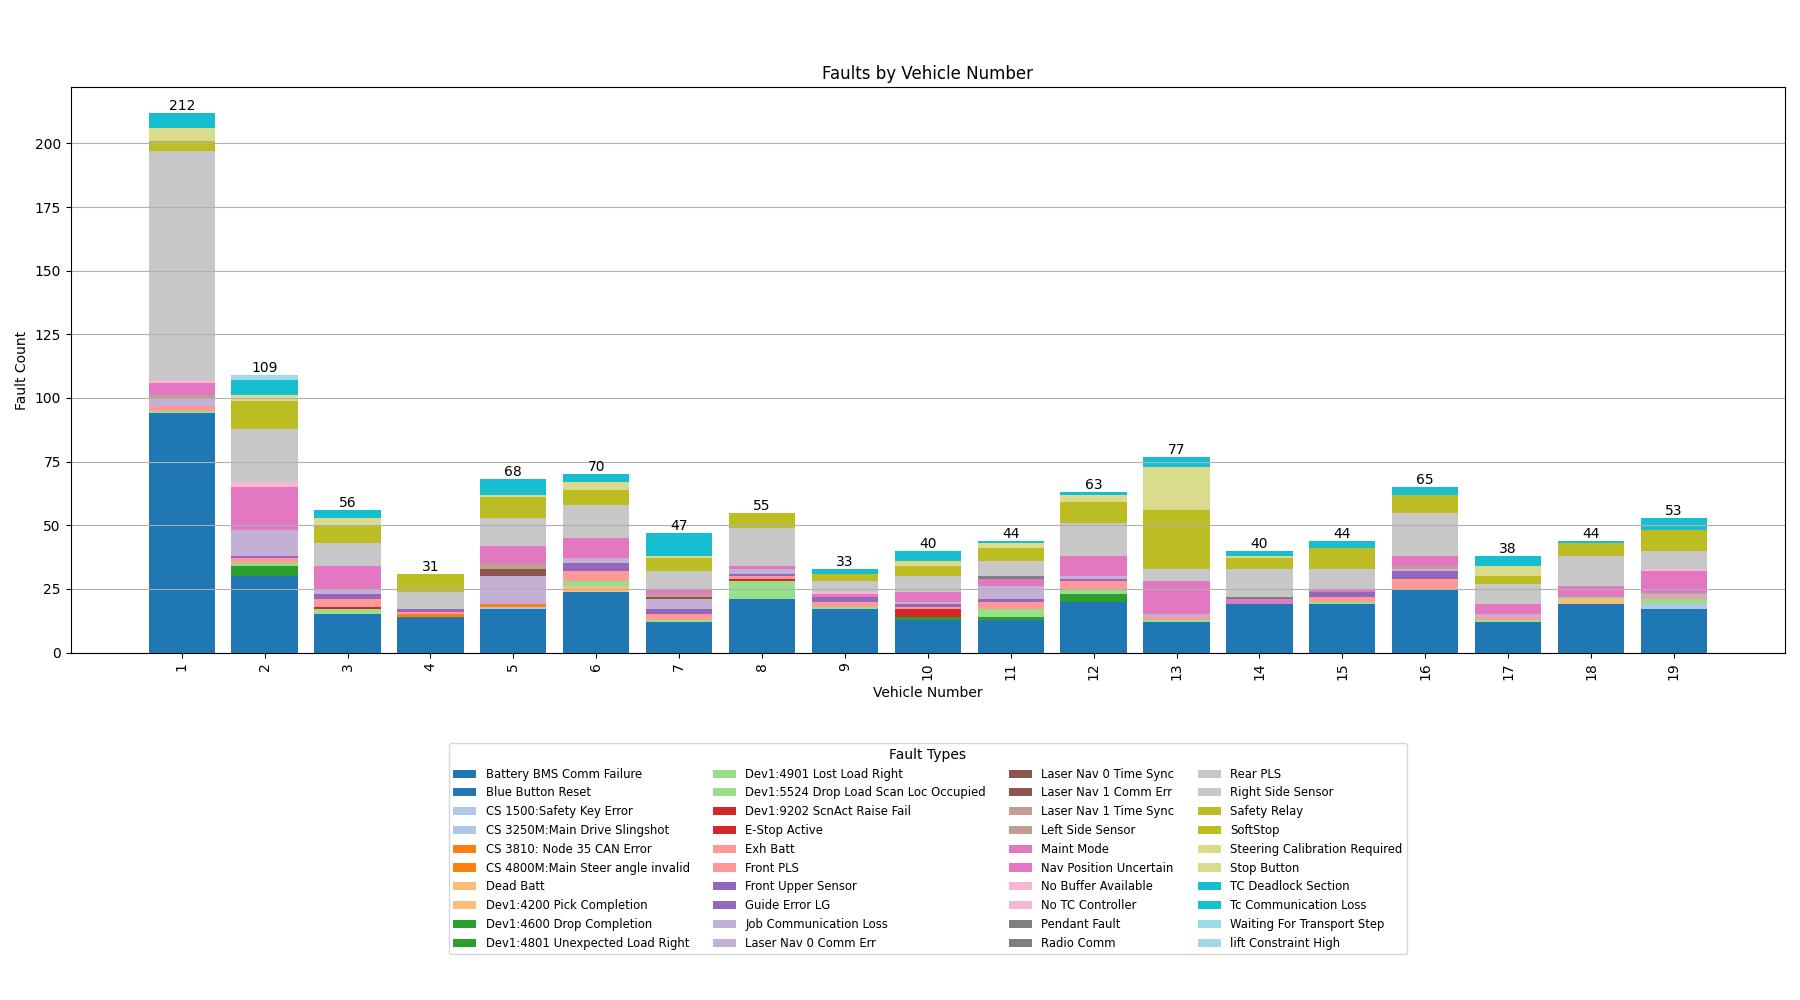 Faults by Vehicle Number
212
200
175
150
125
109
100
77
75
70
68
65
63
56
55
53
50
47
44
44
44
40
40
38
33
31
25
0
Fault Count
1 2 3 4 5 6 7 8 9 10 11 12 13 14 15 16 17 18 19
Vehicle Number
Fault Types
Battery BMS Comm Failure
Blue Button Reset
CS 1500:Safety Key Error
CS 3250M:Main Drive Slingshot
CS 3810: Node 35 CAN Error
CS 4800M:Main Steer angle invalid
Dead Batt
Dev1:4200 Pick Completion
Dev1:4600 Drop Completion
Dev1:4801 Unexpected Load Right
Dev1:4901 Lost Load Right
Dev1:5524 Drop Load Scan Loc Occupied
Dev1:9202 ScnAct Raise Fail
E-Stop Active
Exh Batt
Front PLS
Front Upper Sensor
Guide Error LG
Job Communication Loss
Laser Nav 0 Comm Err
Laser Nav 0 Time Sync
Laser Nav 1 Comm Err
Laser Nav 1 Time Sync
Left Side Sensor
Maint Mode
Nav Position Uncertain
No Buffer Available
No TC Controller
Pendant Fault
Radio Comm
Rear PLS
Right Side Sensor
Safety Relay
SoftStop
Steering Calibration Required
Stop Button
TC Deadlock Section
Tc Communication Loss
Waiting For Transport Step
lift Constraint High